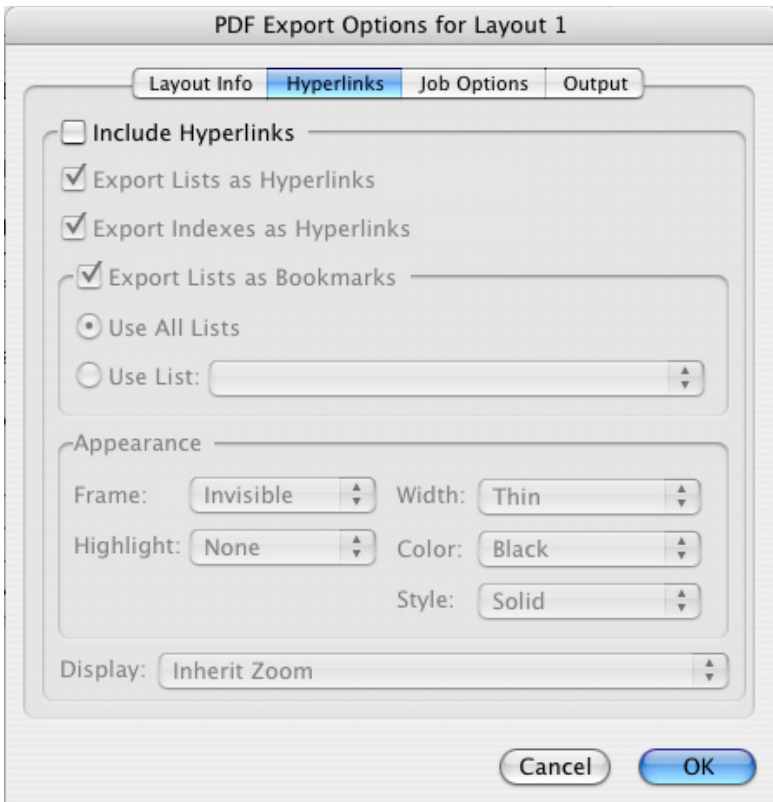 PDF Export Options for Layout 1
Layout Info Hyperlinks Job Options Output
Include Hyperlinks
Export Lists as Hyperlinks
Export Indexes as Hyperlinks
Export Lists as Bookmarks
Use All Lists
Use List:
Appearance
Frame: Invisible Width: Thin
Highlight: None Color: Black
Style: Solid
Display: Inherit Zoom
Cancel OK